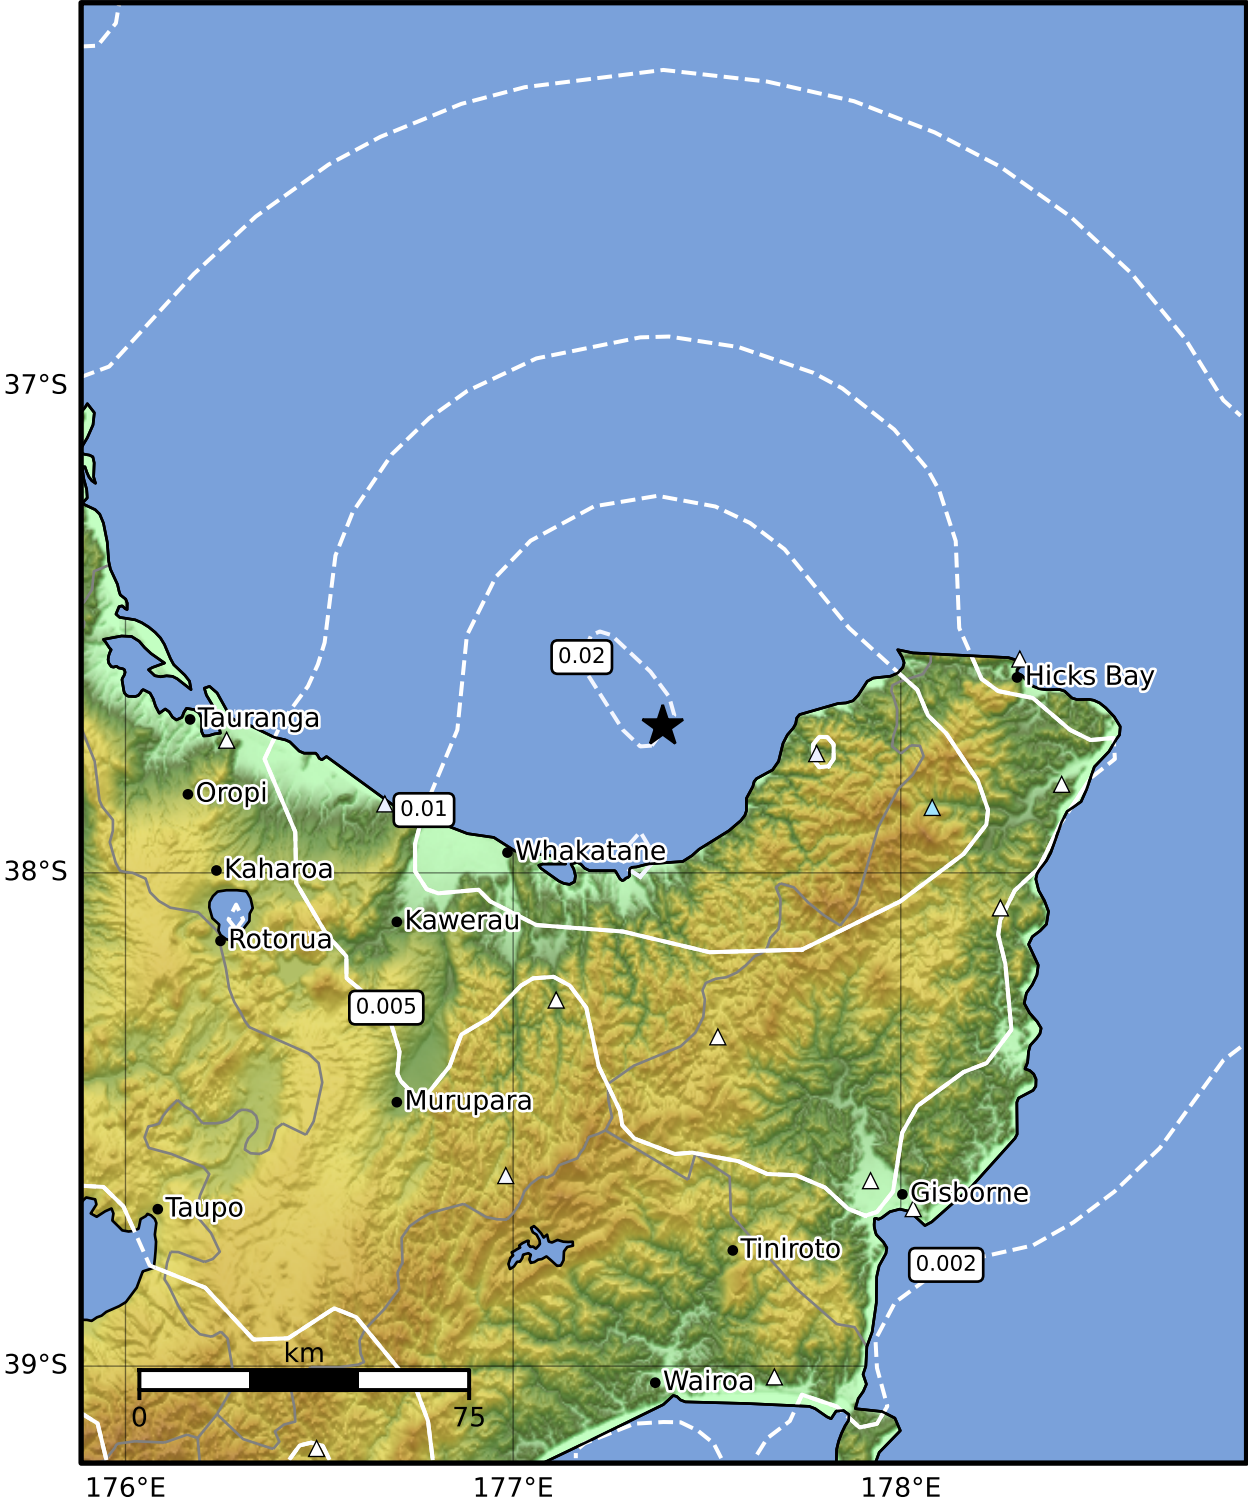 37°S
0.02
Hicks Bay
Tauranga
Oropi
0.01
Whakatane
38°S
Kaharoa
Kawerau
Rotorua
0.005
Murupara
Gisborne
Taupo
Tiniroto
0.002
km
39°S
Wairoa
0 75
176°E 177°E 178°E